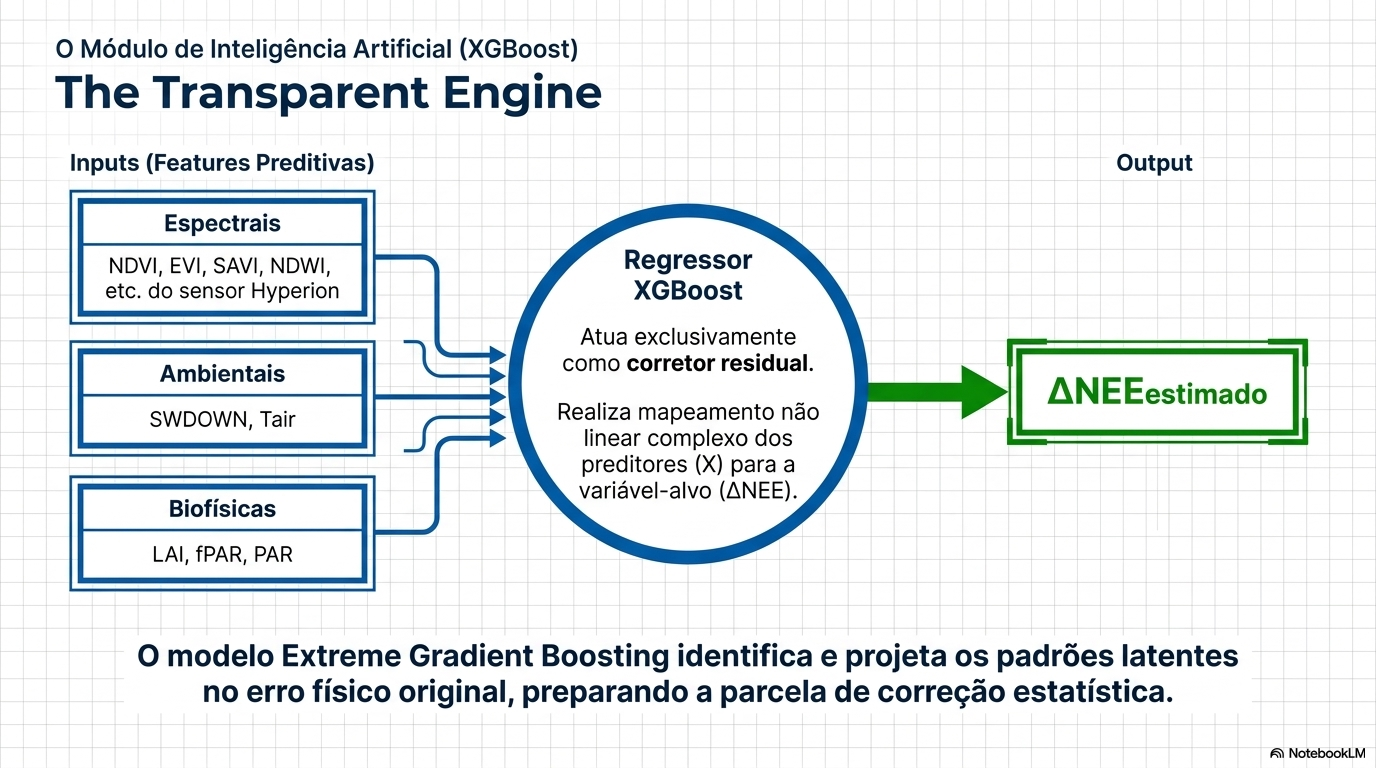 O Módulo de Inteligência Artificial (XGBoost)
The Transparent Engine
Inputs (Features Preditivas)
Espectrais
NDVI, EVI, SAVI, NDWI,
etc. do sensor Hyperion
Ambientais
SWDOWN, Tair
Biofísicas
LAI, fPAR, PAR
Regressor
XGBoost
Atua exclusivamente
como corretor residual.
Realiza mapeamento não
linear complexo dos
preditores (X) para a
variável-alvo (ΔNEE).
Output
ΔNEEestimado
O modelo Extreme Gradient Boosting identifica e projeta os padrões latentes
no erro físico original, preparando a parcela de correção estatística.
NotebookLM